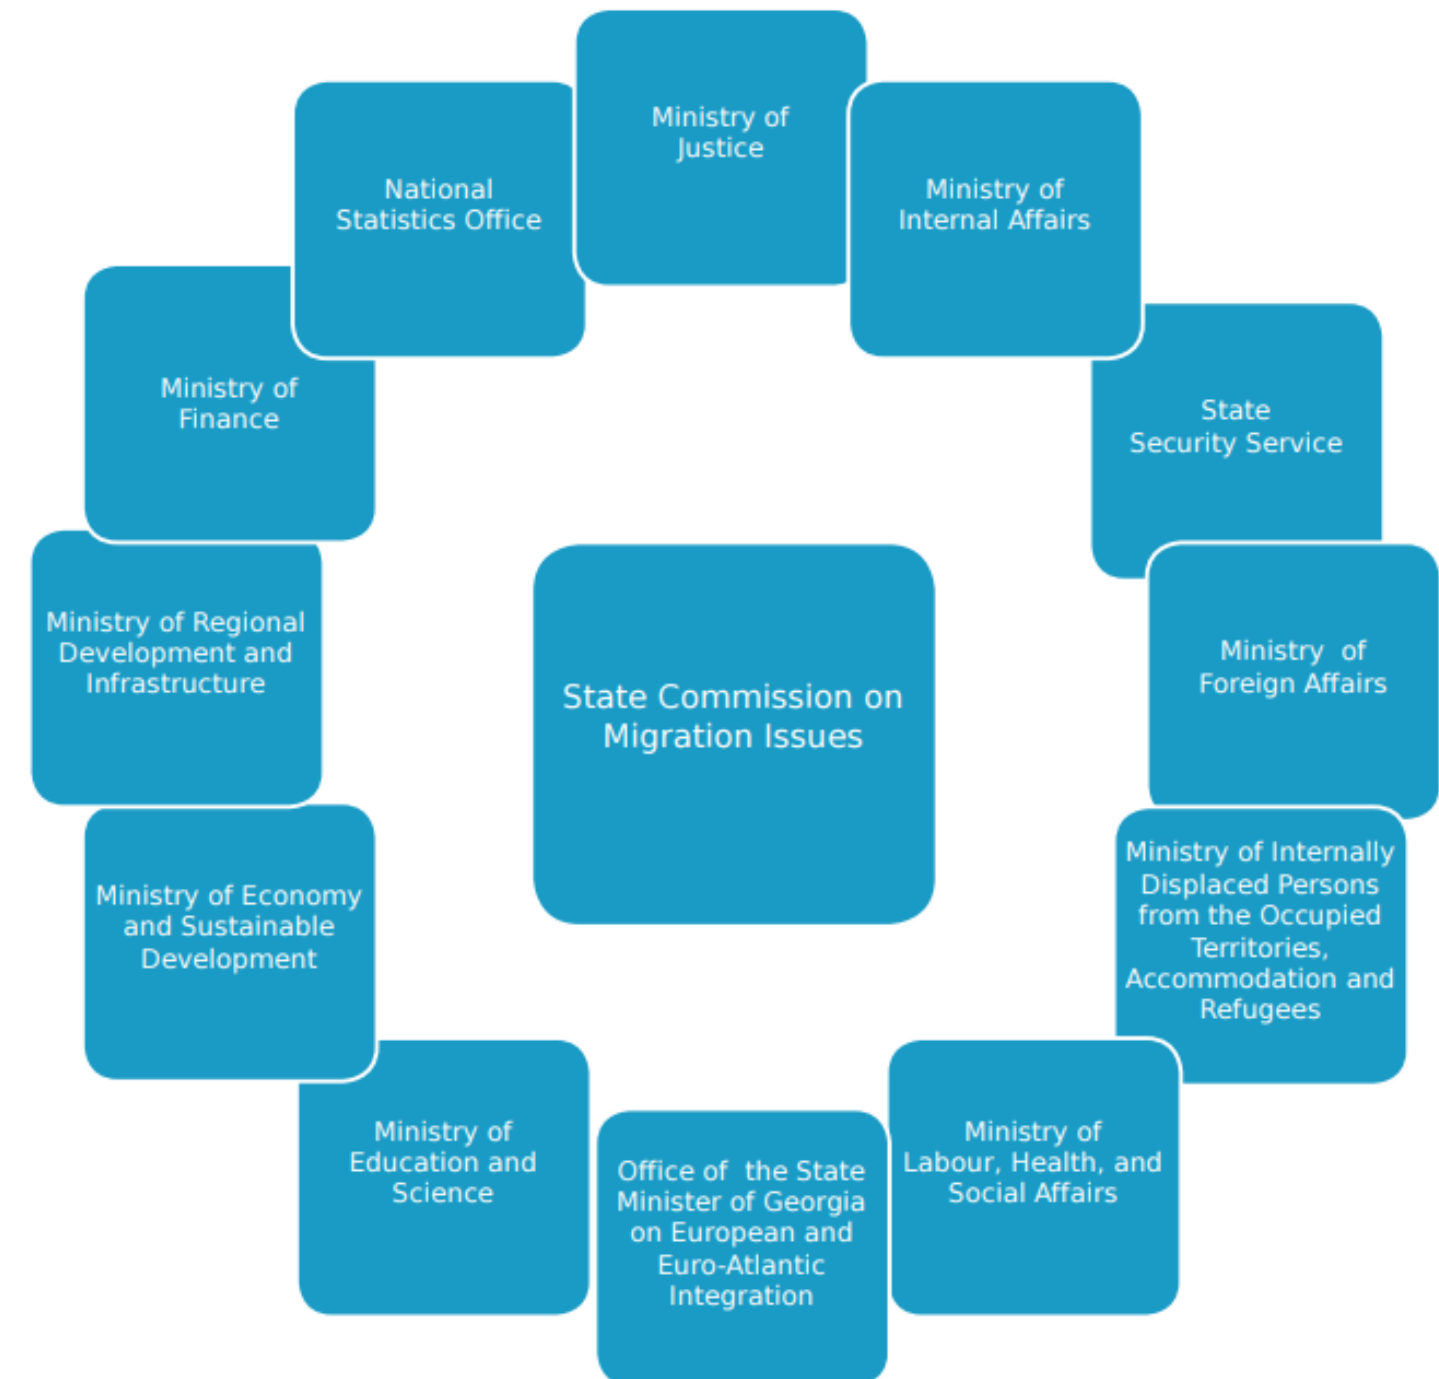 Ministry of
Justice
Ministry of
Internal Affairs
State
Security Service
Ministry  of
Foreign Affairs
Ministry of Internally
Displaced Persons
from the Occupied
Territories,
Accommodation and
Refugees
Ministry of
Labour, Health, and
Social Affairs
Office of  the State
Minister of Georgia
on European and
Euro-Atlantic
Integration
Ministry of
Education and
Science
Ministry of Economy
and Sustainable
Development
Ministry of Regional
Development and
Infrastructure
Ministry of
Finance
National
Statistics Office
State Commission on
Migration Issues